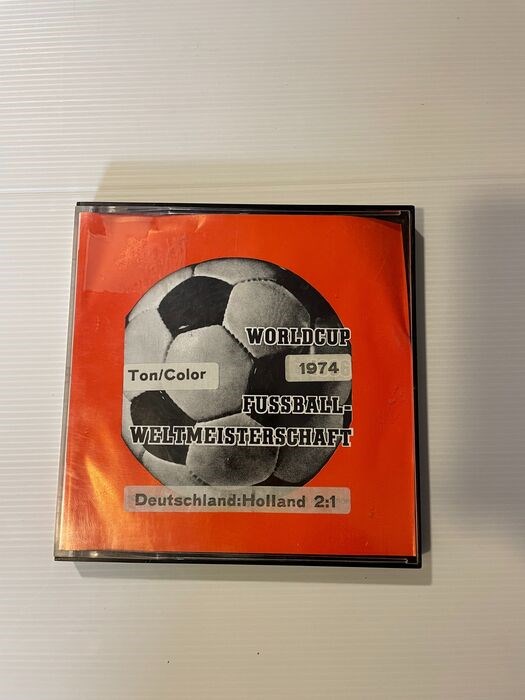 WORLDCUP
Ton/Color
1974
FUSSBALL-
WELTMEISTERSCHAFT
Deutschland:Holland 2:1